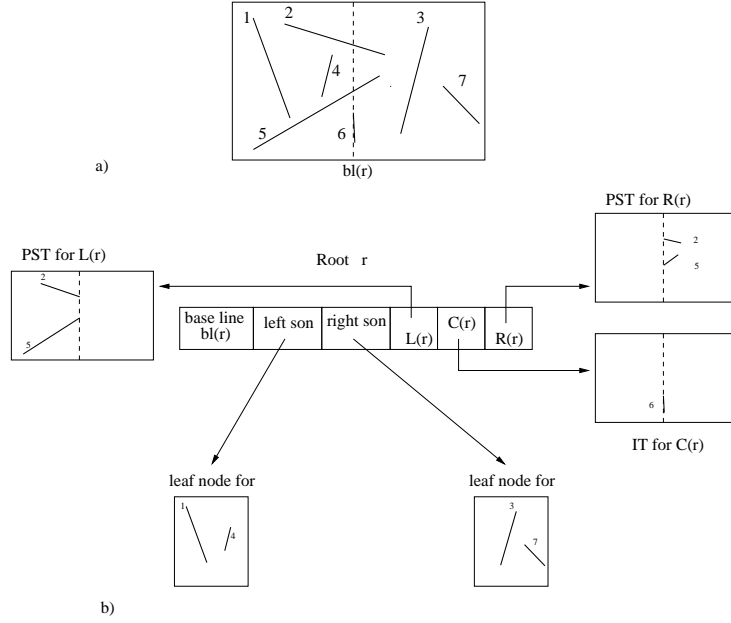 1
2
3
4
7
5
6
bl(r)
a)
PST for R(r)
2
5
PST for L(r)
2
5
Root r
base line
bl(r)
left son
right son
L(r)
C(r)
R(r)
6
IT for C(r)
leaf node for
1
4
leaf node for
3
7
b)